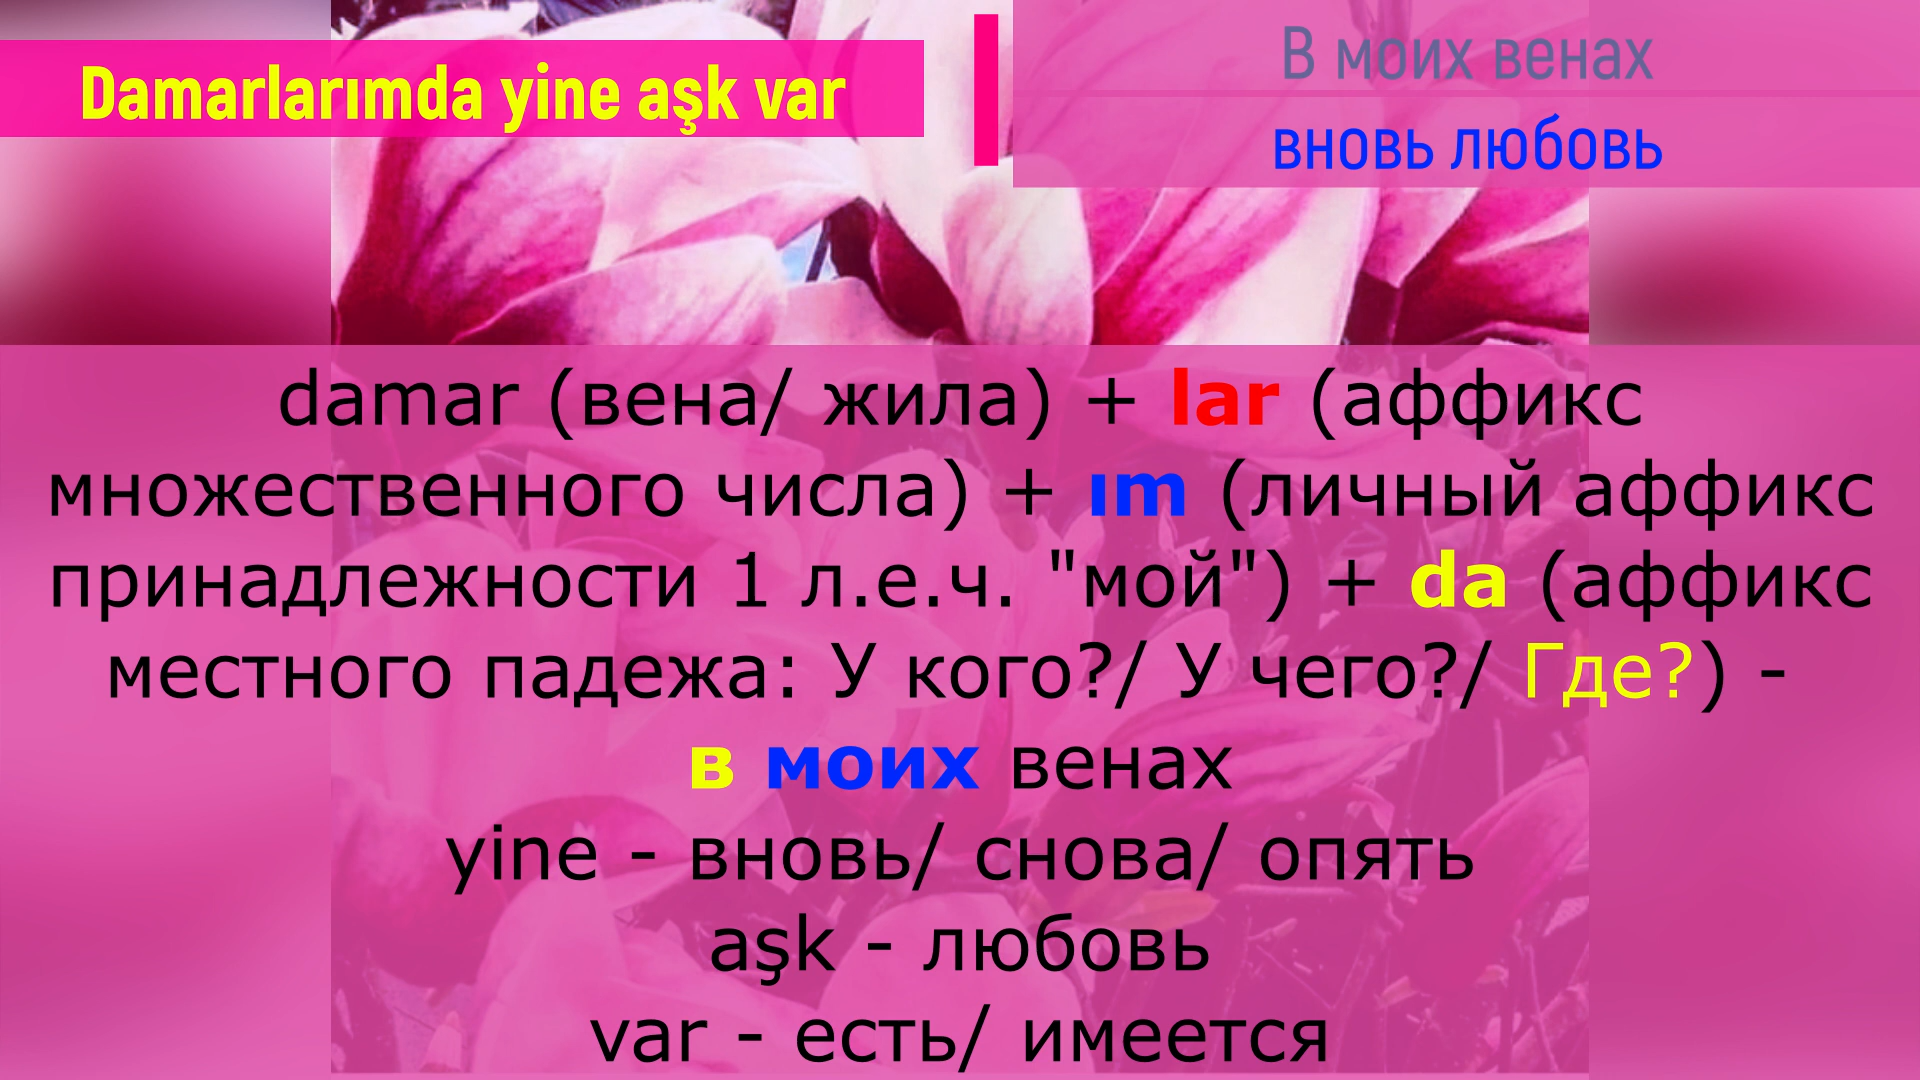 Damarlarımda yine aşk var
В моих венах
вновь любовь
damar (вена/ жила) + lar (аффикс
множественного числа) + ım (личный аффикс
принадлежности 1 л.е.ч. "мой") + da (аффикс
местного падежа: У кого?/ У чего?/ Где?) -
в моих венах
yine - вновь/ снова/ опять
aşk - любовь
var - есть/ имеется